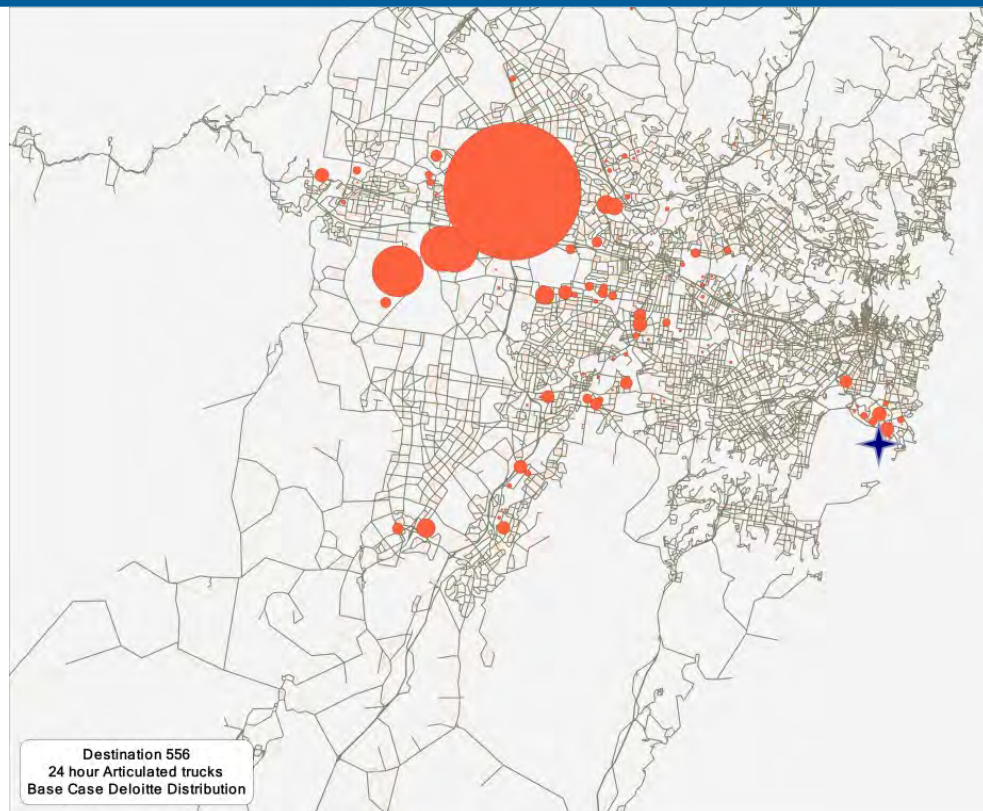 Destination 556
24 hour Articulated trucks
Base Case Deloitte Distribution